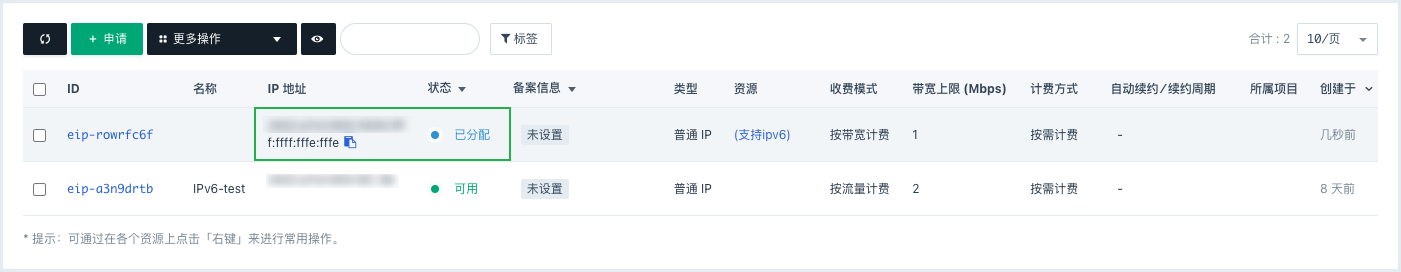 + 申请 更多操作 标签 合计 : 2 10/页
ID 名称 IP 地址 状态 备案信息 类型 资源 收费模式 带宽上限 (Mbps) 计费方式 自动续约/续约周期 所属项目 创建于
eip-rowrfc6f f:ffff:fffe:fffe 已分配 未设置 普通 IP (支持ipv6) 按带宽计费 1 按需计费 - 几秒前
eip-a3n9drtb IPv6-test 可用 未设置 普通 IP 按流量计费 2 按需计费 - 8 天前
* 提示：可通过在各个资源上点击「右键」来进行常用操作。